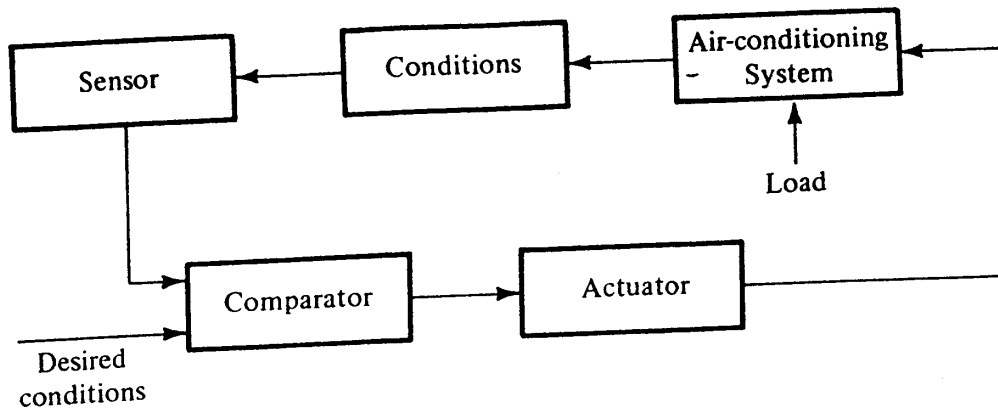 Sensor
Conditions
Air-conditioning
- System
Load
Comparator
Actuator
Desired
conditions